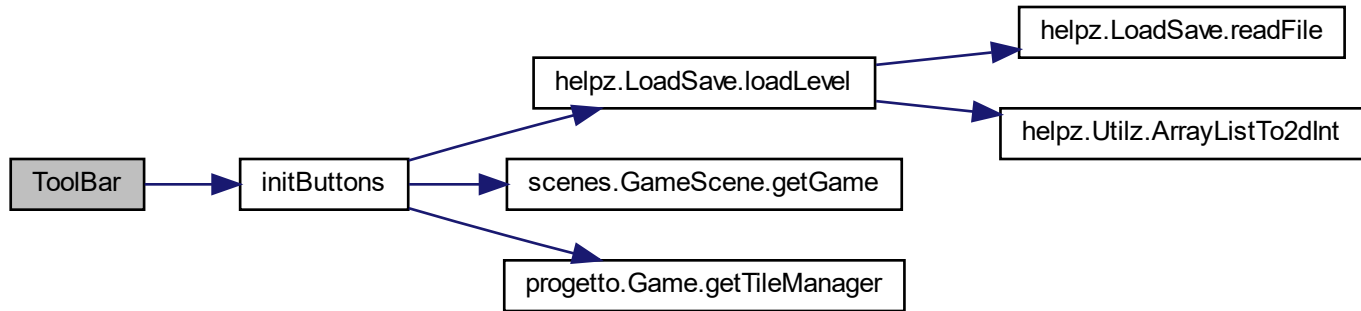 ToolBar
initButtons
helpz.LoadSave.loadLevel
helpz.LoadSave.readFile
helpz.Utilz.ArrayListTo2dInt
scenes.GameScene.getGame
progetto.Game.getTileManager